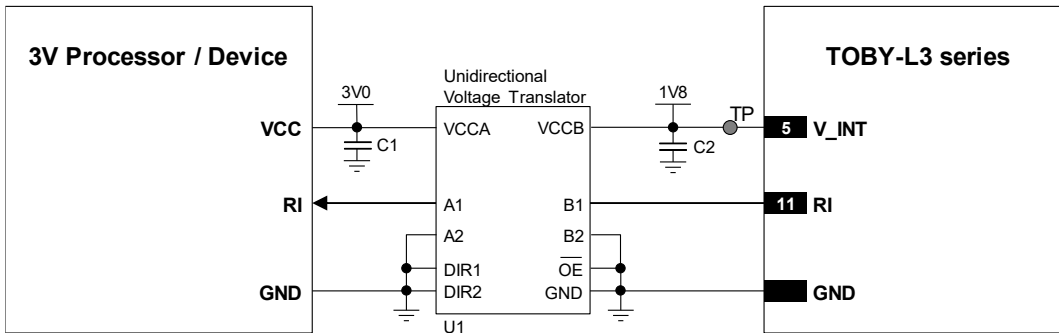 3V Processor / Device
TOBY-L3 series
Unidirectional
Voltage Translator
3V0
1V8
TP
VCC
VCCA
VCCB
5
V_INT
C1
C2
RI
A1
B1
11
RI
A2
B2
DIR1
OE
GND
DIR2
GND
GND
U1